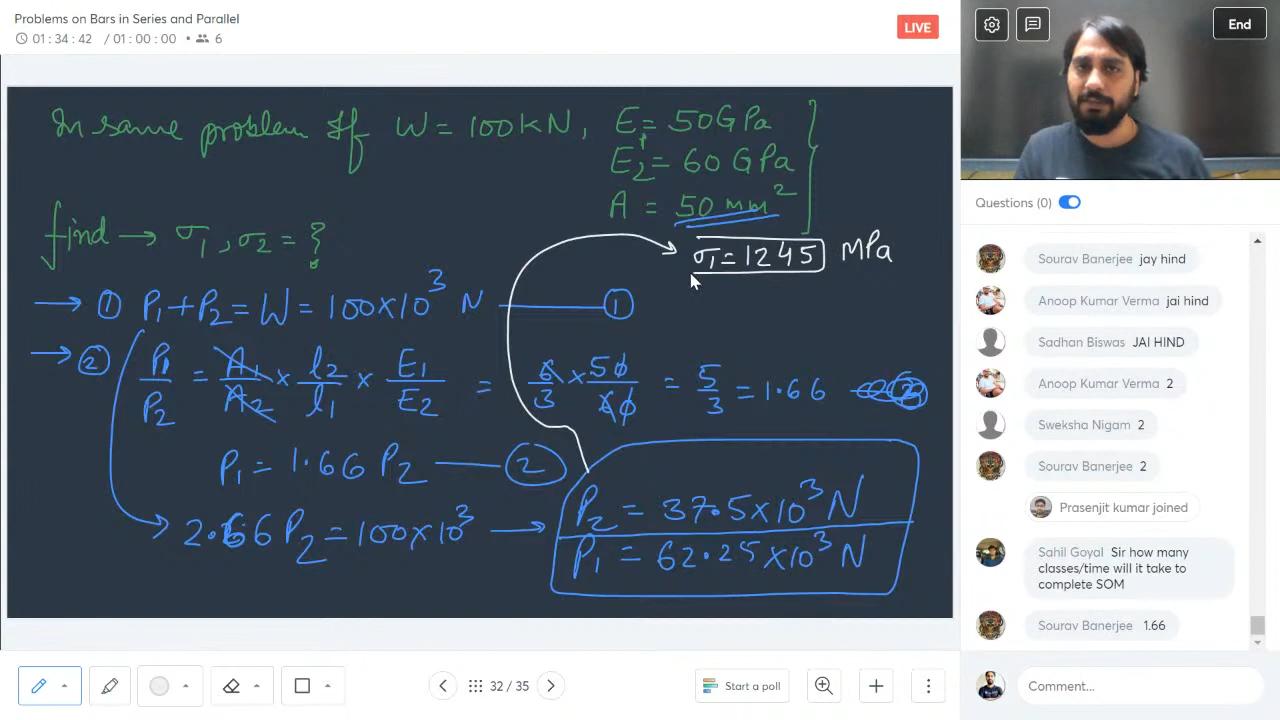 Problems on Bars in Series and Parallel
01:34:42 / 01:00:00 • 6
LIVE
End
In same problem If W = 100KN, E1 = 50GPa
E2 = 60 GPa
A = 50 mm2
find → σ1, σ2 = ?
σ1 = 1245 MPa
→ ① P1 + P2 = W = 100×10^3 N — ①
→ ② P1/P2 = A1/A2 × l2/l1 × E1/E2 = 6/3 × 50/60 = 5/3 = 1.66
P1 = 1.66 P2 — ②
2.66 P2 = 100×10^3 → P2 = 37.5×10^3 N
P1 = 62.25×10^3 N
Questions (0)
Sourav Banerjee jay hind
Anoop Kumar Verma jai hind
Sadhan Biswas JAI HIND
Anoop Kumar Verma 2
Sweksha Nigam 2
Sourav Banerjee 2
Prasenjit kumar joined
Sahil Goyal Sir how many
classes/time will it take to
complete SOM
Sourav Banerjee 1.66
32 / 35
Start a poll
Comment...